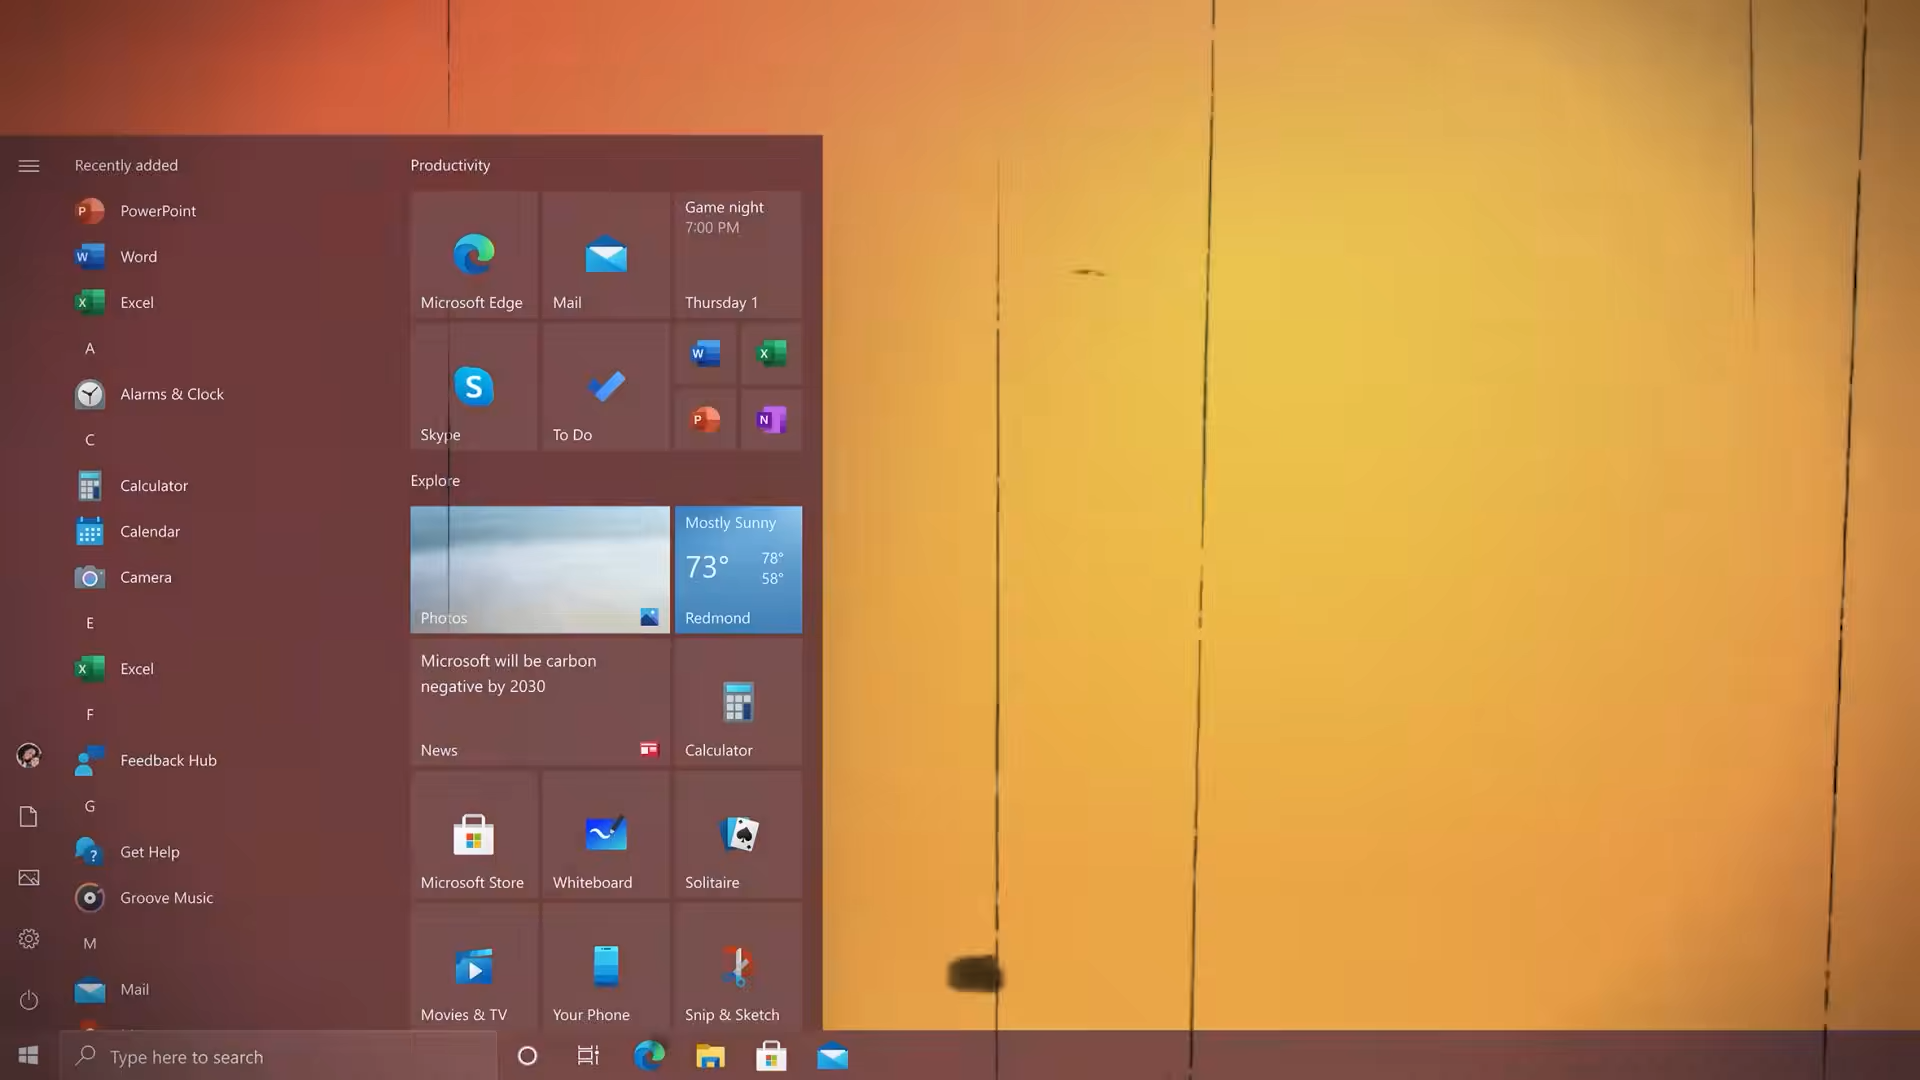 Recently added
PowerPoint
Word
Excel
A
Alarms & Clock
C
Calculator
Calendar
Camera
E
Excel
F
Feedback Hub
G
Get Help
Groove Music
M
Mail
Productivity
Microsoft Edge
Mail
Game night
7:00 PM
Thursday 1
Skype
To Do
Explore
Photos
Mostly Sunny
73°
78°
58°
Redmond
Microsoft will be carbon
negative by 2030
News
Calculator
Microsoft Store
Whiteboard
Solitaire
Movies & TV
Your Phone
Snip & Sketch
Type here to search